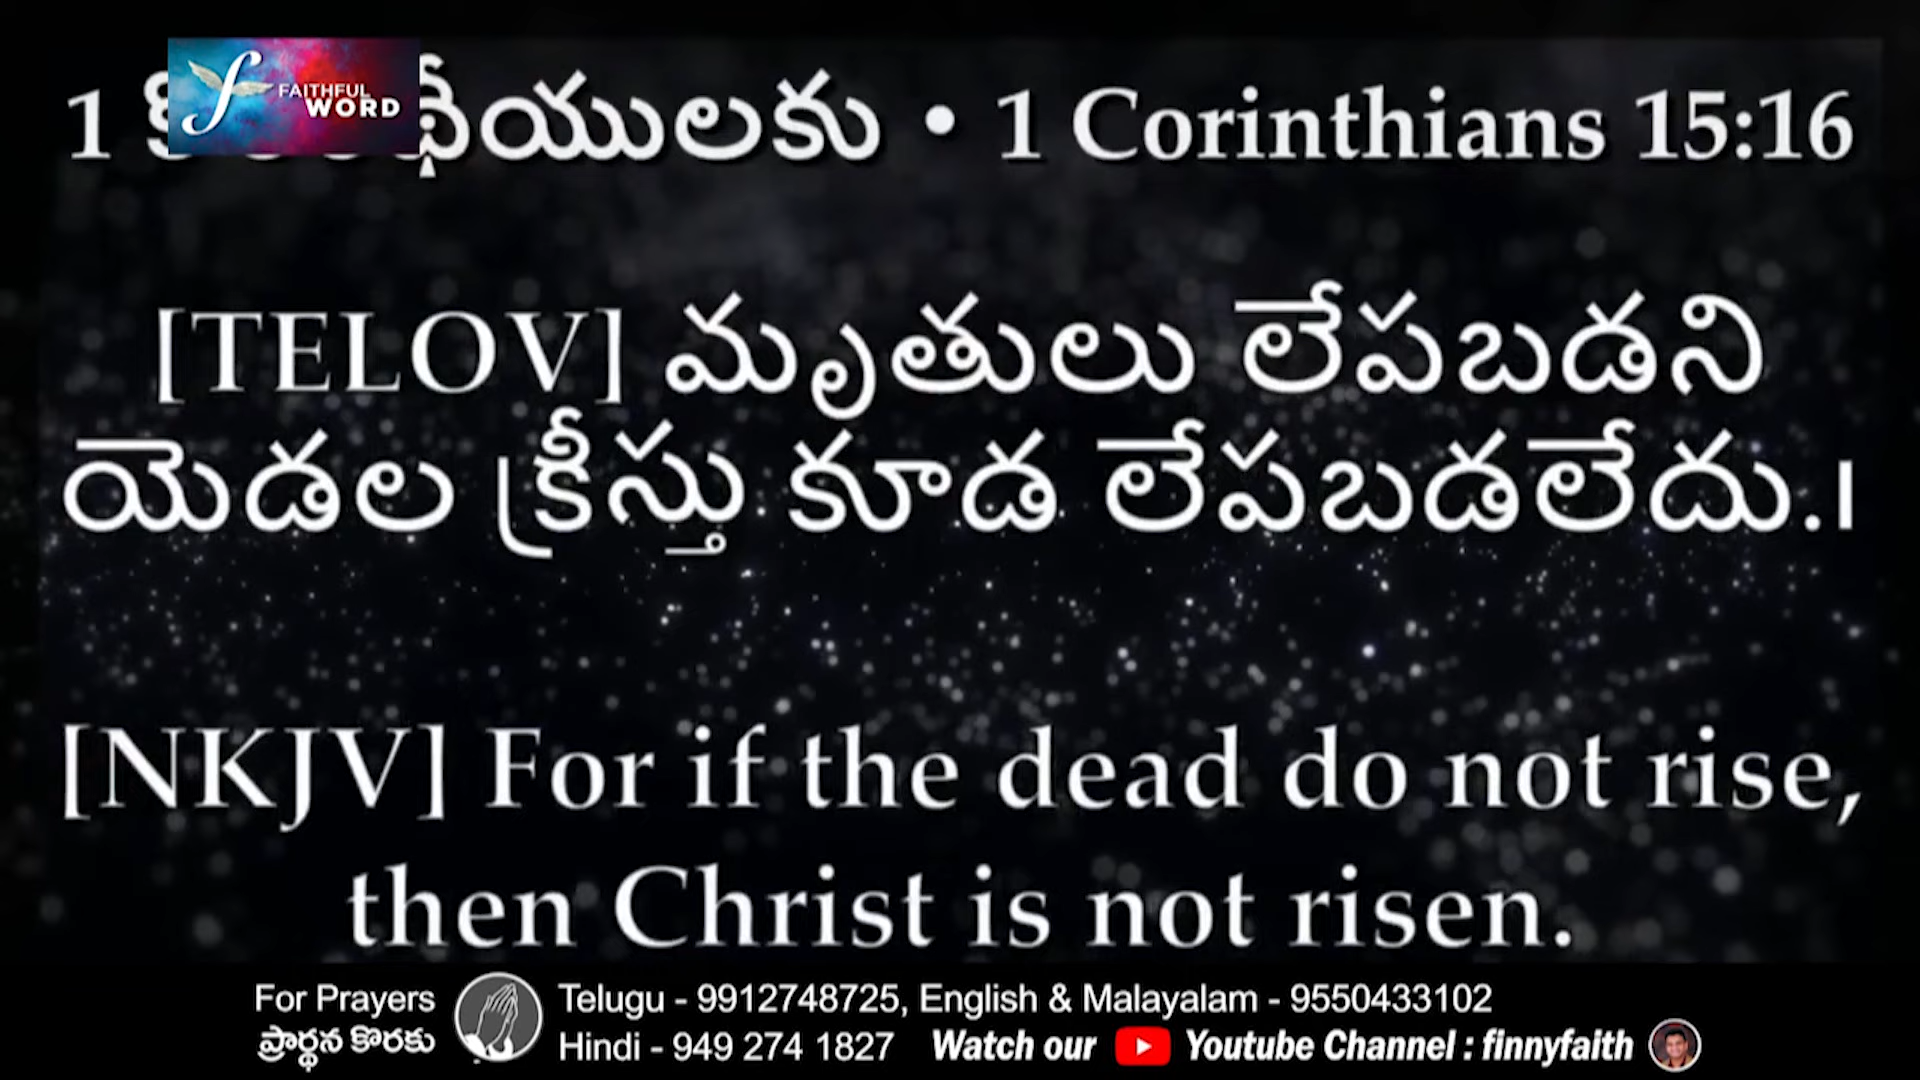 1 • 1 Corinthians 15:16
FAITHFUL
WORD
[TELOV] మృతులు లేపబడని
యెడల క్రీస్తు కూడ లేపబడలేదు.।
[NKJV] For if the dead do not rise,
then Christ is not risen.
For Prayers
ప్రార్థన కొరకు
Telugu - 9912748725, English & Malayalam - 9550433102
Hindi - 949 274 1827 Watch our Youtube Channel : finnyfaith